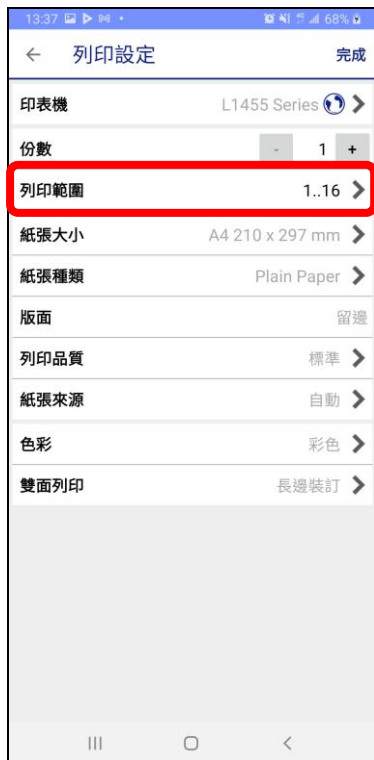 13:37 68%
列印設定 完成
印表機 L1455 Series
份數 - 1 +
列印範圍 1..16
紙張大小 A4 210 x 297 mm
紙張種類 Plain Paper
版面 留邊
列印品質 標準
紙張來源 自動
色彩 彩色
雙面列印 長邊裝訂